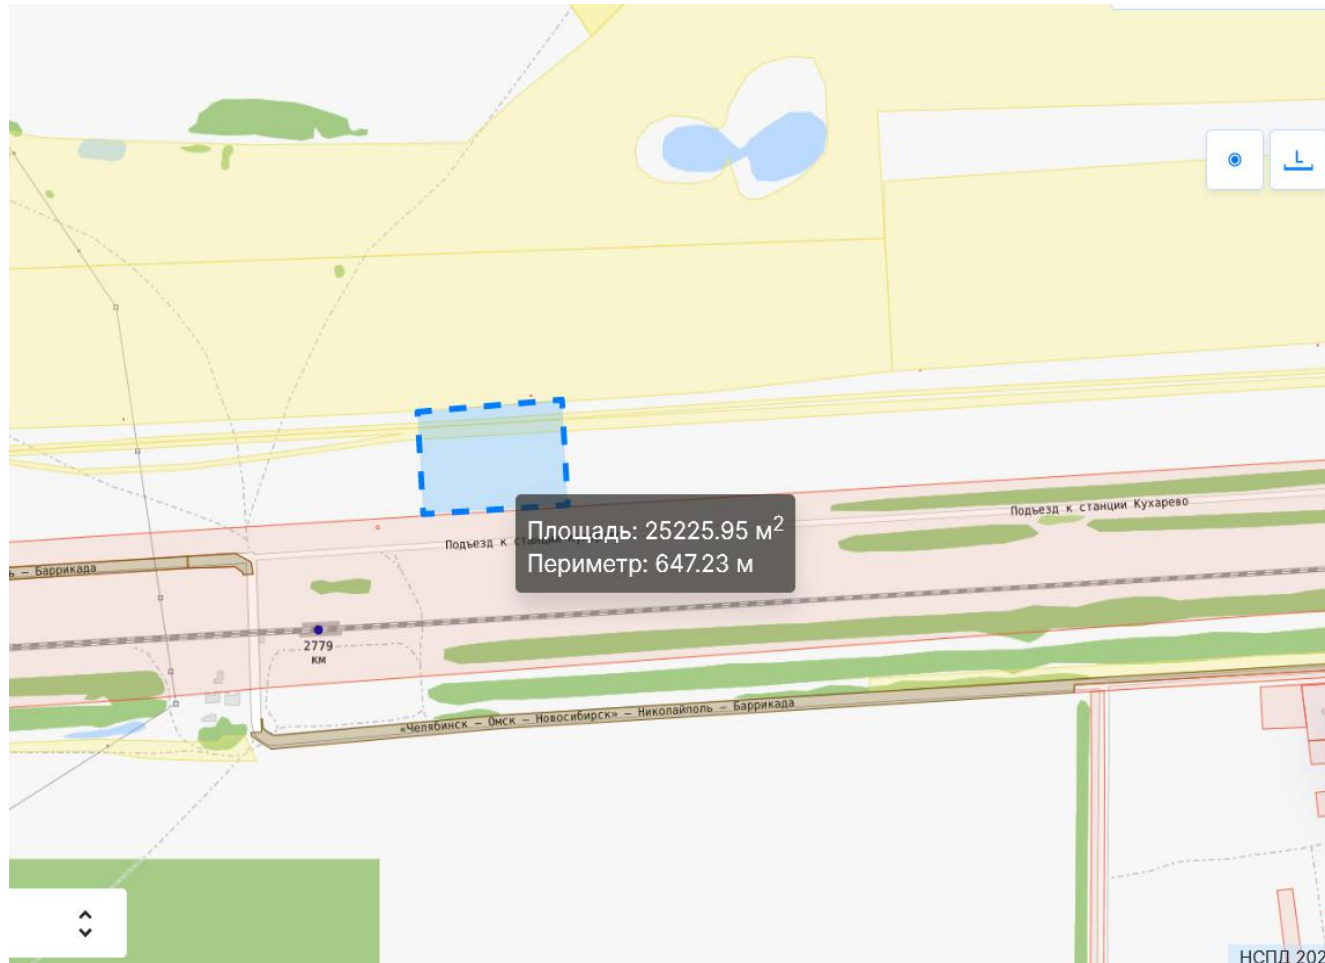 L
Подъезд к станции Кухарево
Площадь: 25225.95 м²
Периметр: 647.23 м
Подъезд к
– Баррикада
2779
км
«Челябинск – Омск – Новосибирск» – Николайполь – Баррикада
НСПД 202